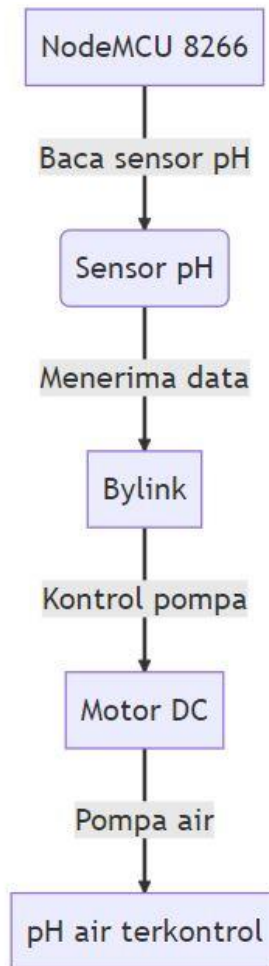 NodeMCU 8266
Baca sensor pH
Sensor pH
Menerima data
Bylink
Kontrol pompa
Motor DC
Pompa air
pH air terkontrol